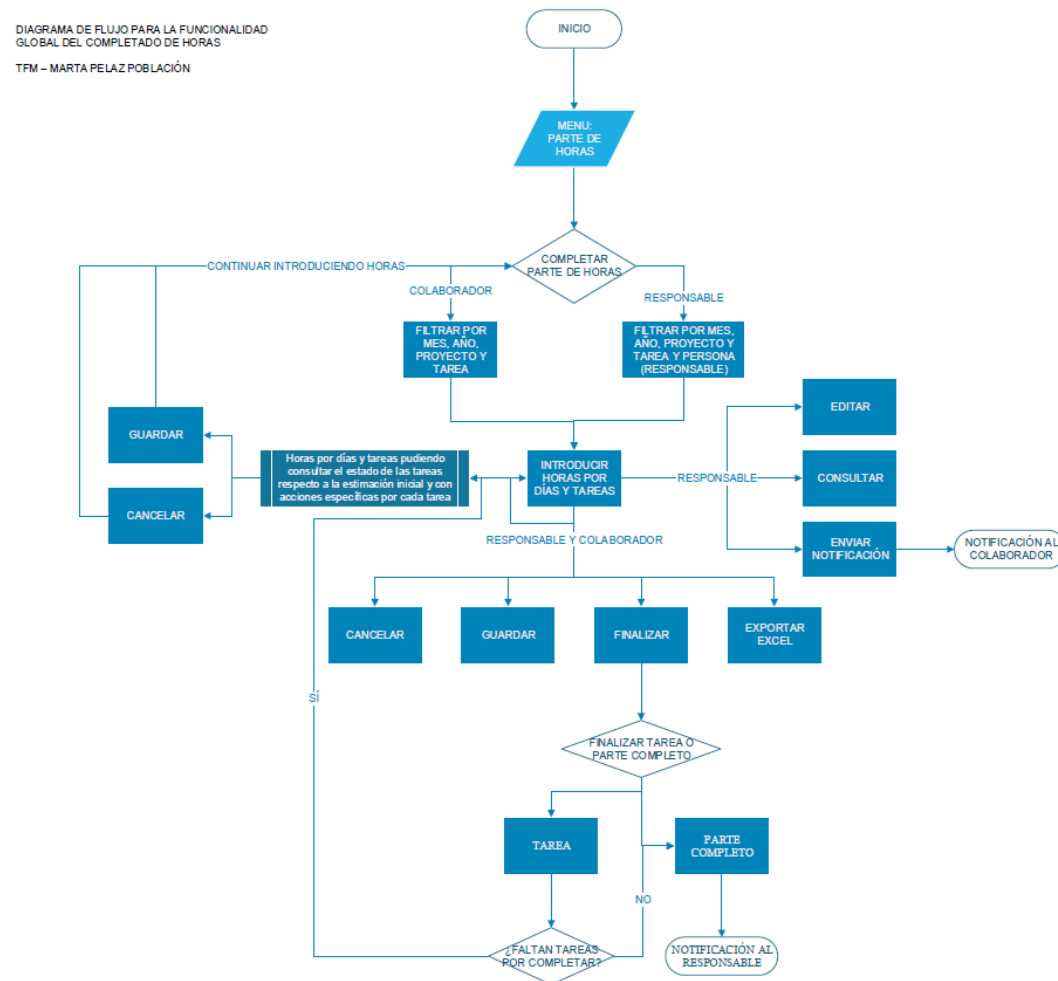 DIAGRAMA DE FLUJO PARA LA FUNCIONALIDAD
GLOBAL DEL COMPLETADO DE HORAS
TFM – MARTA PELAZ POBLACIÓN
INICIO
MENU:
PARTE DE
HORAS
COMPLETAR
PARTE DE HORAS
CONTINUAR INTRODUCIENDO HORAS
COLABORADOR
RESPONSABLE
FILTRAR POR
MES, AÑO,
PROYECTO Y
TAREA
FILTRAR POR MES,
AÑO, PROYECTO Y
TAREA Y PERSONA
(RESPONSABLE)
EDITAR
GUARDAR
Horas por días y tareas pudiendo
consultar el estado de las tareas
respecto a la estimación inicial y con
acciones específicas por cada tarea
INTRODUCIR
HORAS POR
DÍAS Y TAREAS
RESPONSABLE
CONSULTAR
CANCELAR
ENVIAR
NOTIFICACIÓN
NOTIFICACIÓN AL
COLABORADOR
RESPONSABLE Y COLABORADOR
CANCELAR
GUARDAR
FINALIZAR
EXPORTAR
EXCEL
SÍ
FINALIZAR TAREA O
PARTE COMPLETO
TAREA
PARTE
COMPLETO
NO
¿FALTAN TAREAS
POR COMPLETAR?
NOTIFICACIÓN AL
RESPONSABLE